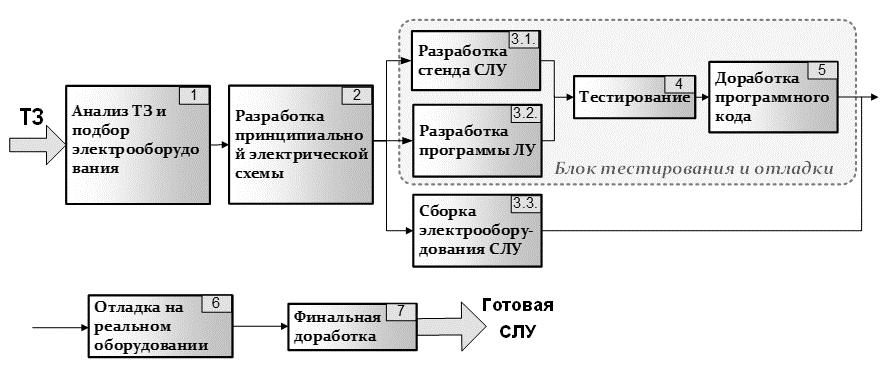 ТЗ
1
Анализ ТЗ и
подбор
электрооборудо
вания
2
Разработка
принципиально
й электрической
схемы
3.1.
Разработка
стенда СЛУ
3.2.
Разработка
программы ЛУ
4
Тестирование
5
Доработка
программного
кода
Блок тестирования и отладки
3.3.
Сборка
электрообору-
дования СЛУ
6
Отладка на
реальном
оборудовании
7
Финальная
доработка
Готовая
СЛУ